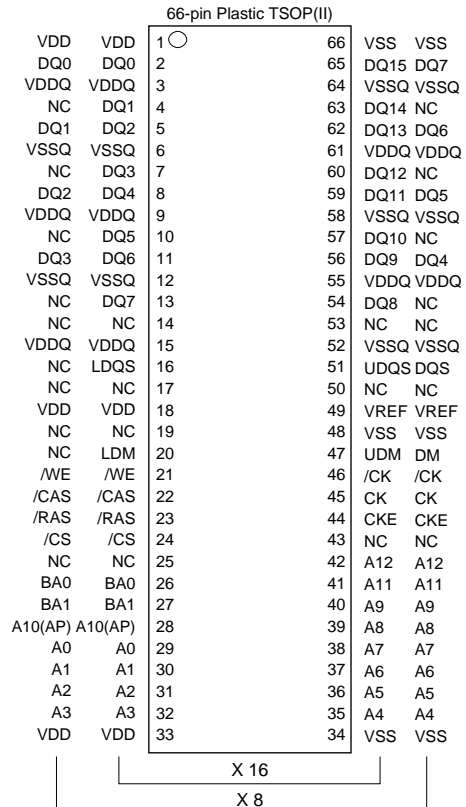 66-pin Plastic TSOP(II)
VDD VDD 1 66 VSS VSS
DQ0 DQ0 2 65 DQ15 DQ7
VDDQ VDDQ 3 64 VSSQ VSSQ
NC DQ1 4 63 DQ14 NC
DQ1 DQ2 5 62 DQ13 DQ6
VSSQ VSSQ 6 61 VDDQ VDDQ
NC DQ3 7 60 DQ12 NC
DQ2 DQ4 8 59 DQ11 DQ5
VDDQ VDDQ 9 58 VSSQ VSSQ
NC DQ5 10 57 DQ10 NC
DQ3 DQ6 11 56 DQ9 DQ4
VSSQ VSSQ 12 55 VDDQ VDDQ
NC DQ7 13 54 DQ8 NC
NC NC 14 53 NC NC
VDDQ VDDQ 15 52 VSSQ VSSQ
NC LDQS 16 51 UDQS DQS
NC NC 17 50 NC NC
VDD VDD 18 49 VREF VREF
NC NC 19 48 VSS VSS
NC LDM 20 47 UDM DM
/WE /WE 21 46 /CK /CK
/CAS /CAS 22 45 CK CK
/RAS /RAS 23 44 CKE CKE
/CS /CS 24 43 NC NC
NC NC 25 42 A12 A12
BA0 BA0 26 41 A11 A11
BA1 BA1 27 40 A9 A9
A10(AP) A10(AP) 28 39 A8 A8
A0 A0 29 38 A7 A7
A1 A1 30 37 A6 A6
A2 A2 31 36 A5 A5
A3 A3 32 35 A4 A4
VDD VDD 33 34 VSS VSS
X 16
X 8